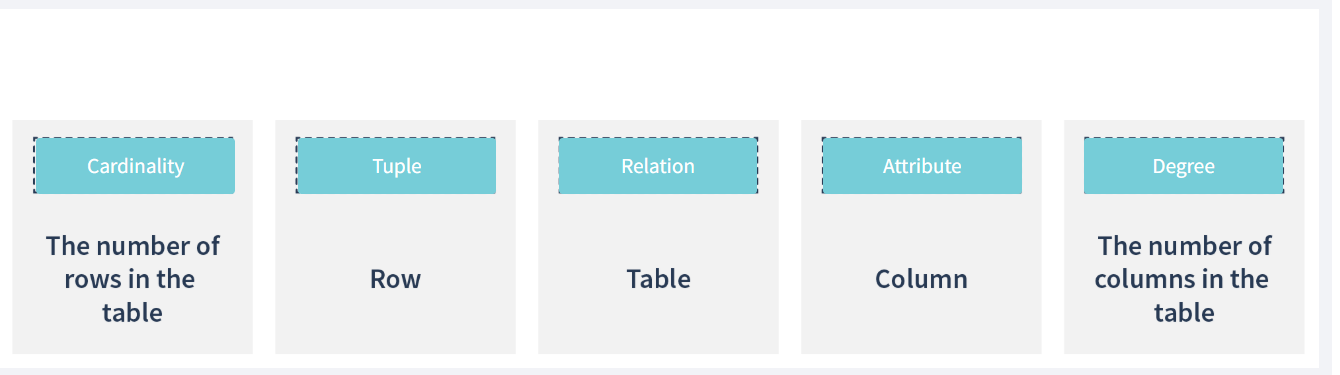 Cardinality
The number of
rows in the
table
Tuple
Row
Relation
Table
Attribute
Column
Degree
The number of
columns in the
table